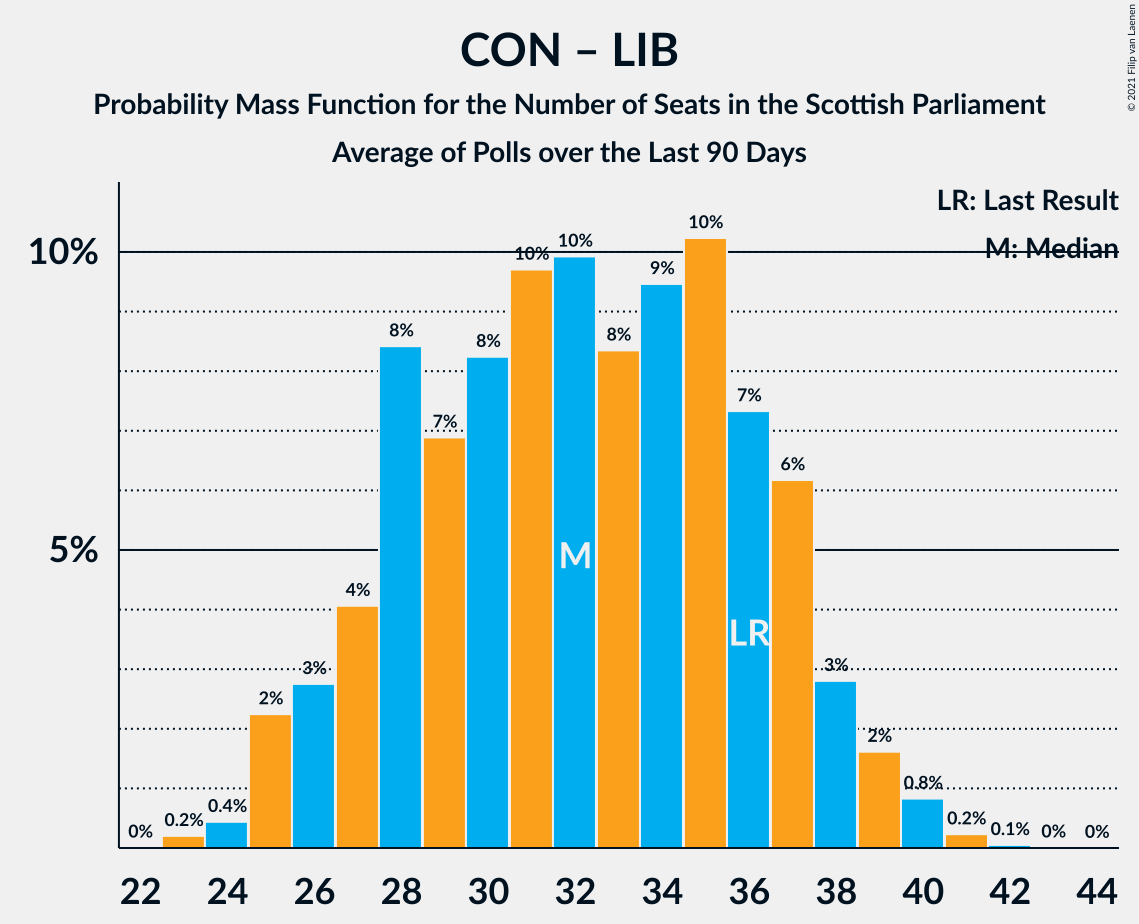 CON – LIB
Probability Mass Function for the Number of Seats in the Scottish Parliament
Average of Polls over the Last 90 Days
© 2021 Filip van Laenen
LR: Last Result
M: Median
10%
5%
0%
0.2%
0.4%
2%
3%
4%
8%
7%
8%
10%
10%
8%
9%
10%
7%
6%
3%
2%
0.8%
0.2%
0.1%
0%
0%
M
LR
22 24 26 28 30 32 34 36 38 40 42 44